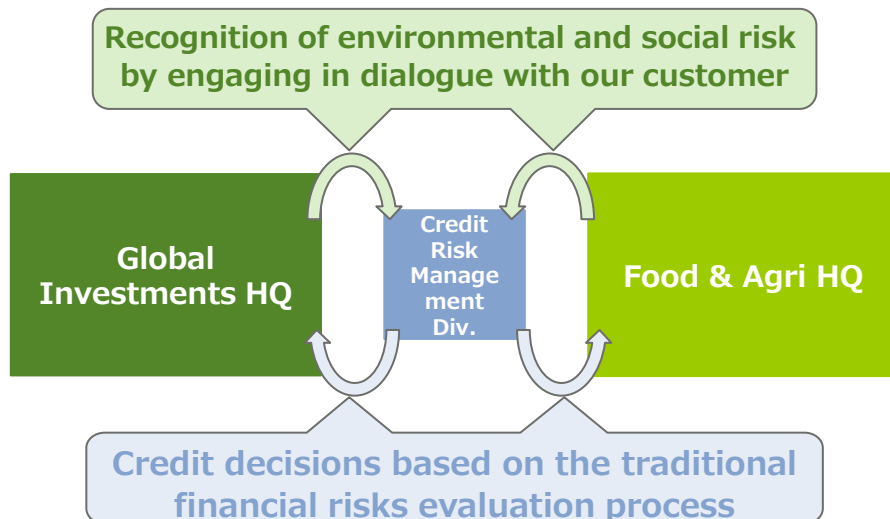 Recognition of environmental and social risk
by engaging in dialogue with our customer
Global
Investments HQ
Credit
Risk
Manage
ment
Div.
Food & Agri HQ
Credit decisions based on the traditional
financial risks evaluation process